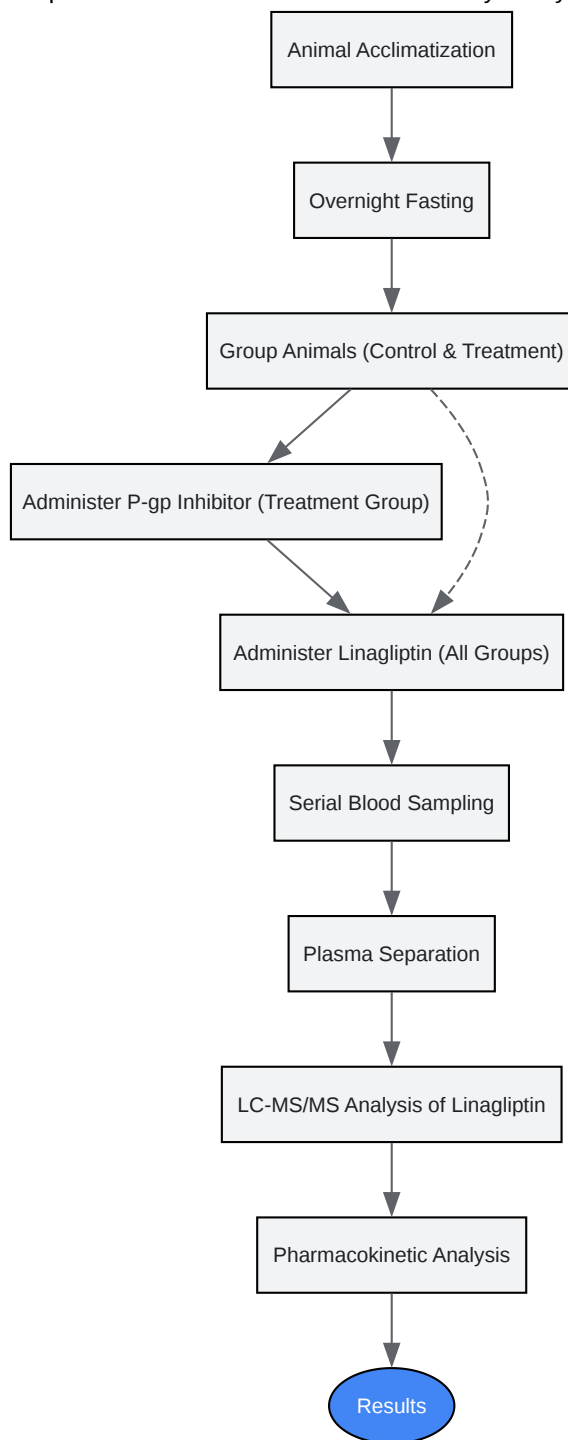 Animal Acclimatization
Overnight Fasting
Group Animals (Control & Treatment)
Administer P-gp Inhibitor (Treatment Group)
Administer Linagliptin (All Groups)
Serial Blood Sampling
Plasma Separation
LC-MS/MS Analysis of Linagliptin
Pharmacokinetic Analysis
Results